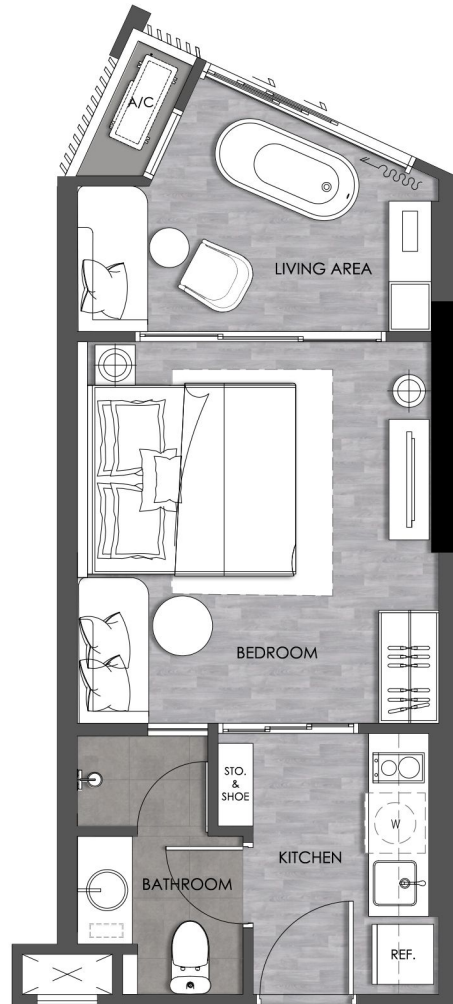 A/C
LIVING AREA
BEDROOM
STO.
&
SHOE
W
KITCHEN
BATHROOM
REF.